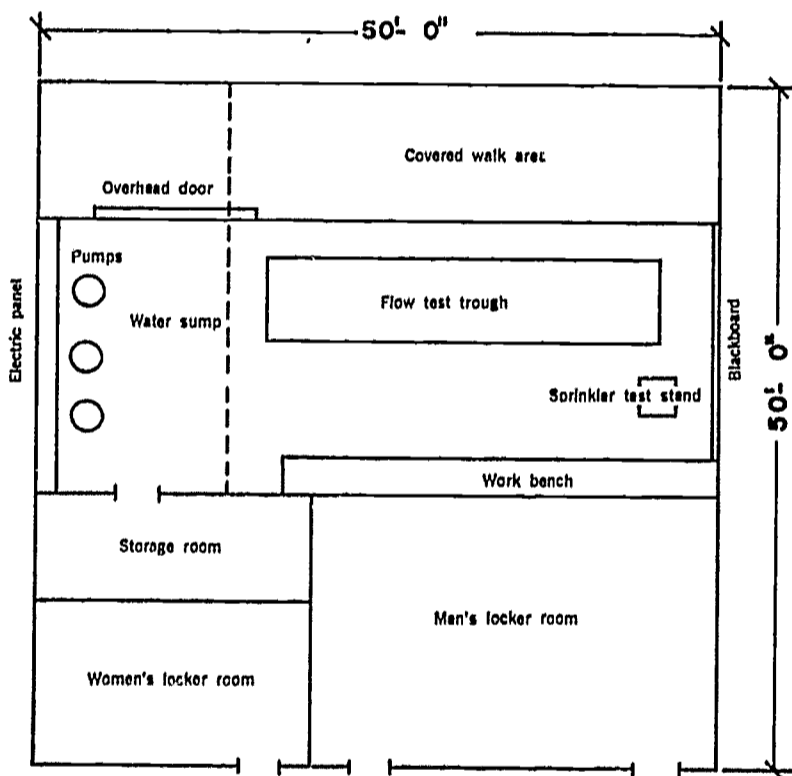 50'- 0"
Covered walk area
Overhead door
Pumps
Electric panel
Water sump
Flow test trough
Blackboard
50'- 0"
Sprinkler test stand
Work bench
Storage room
Men's locker room
Women's locker room